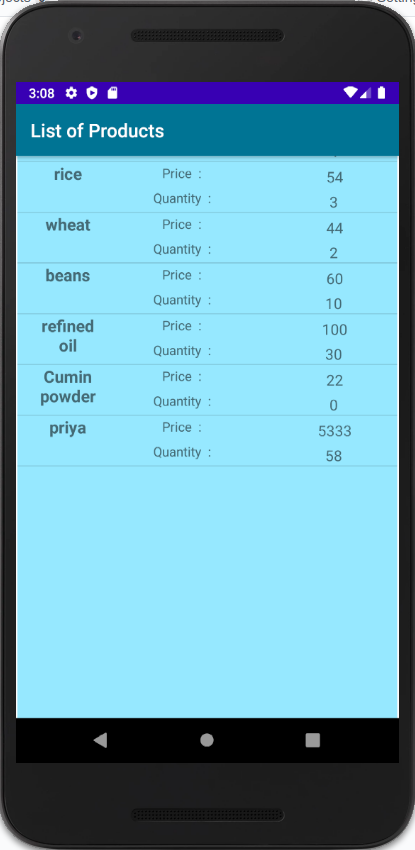 3:08
List of Products
rice Price : 54
Quantity : 3
wheat Price : 44
Quantity : 2
beans Price : 60
Quantity : 10
refined Price : 100
oil Quantity : 30
Cumin Price : 22
powder Quantity : 0
priya Price : 5333
Quantity : 58